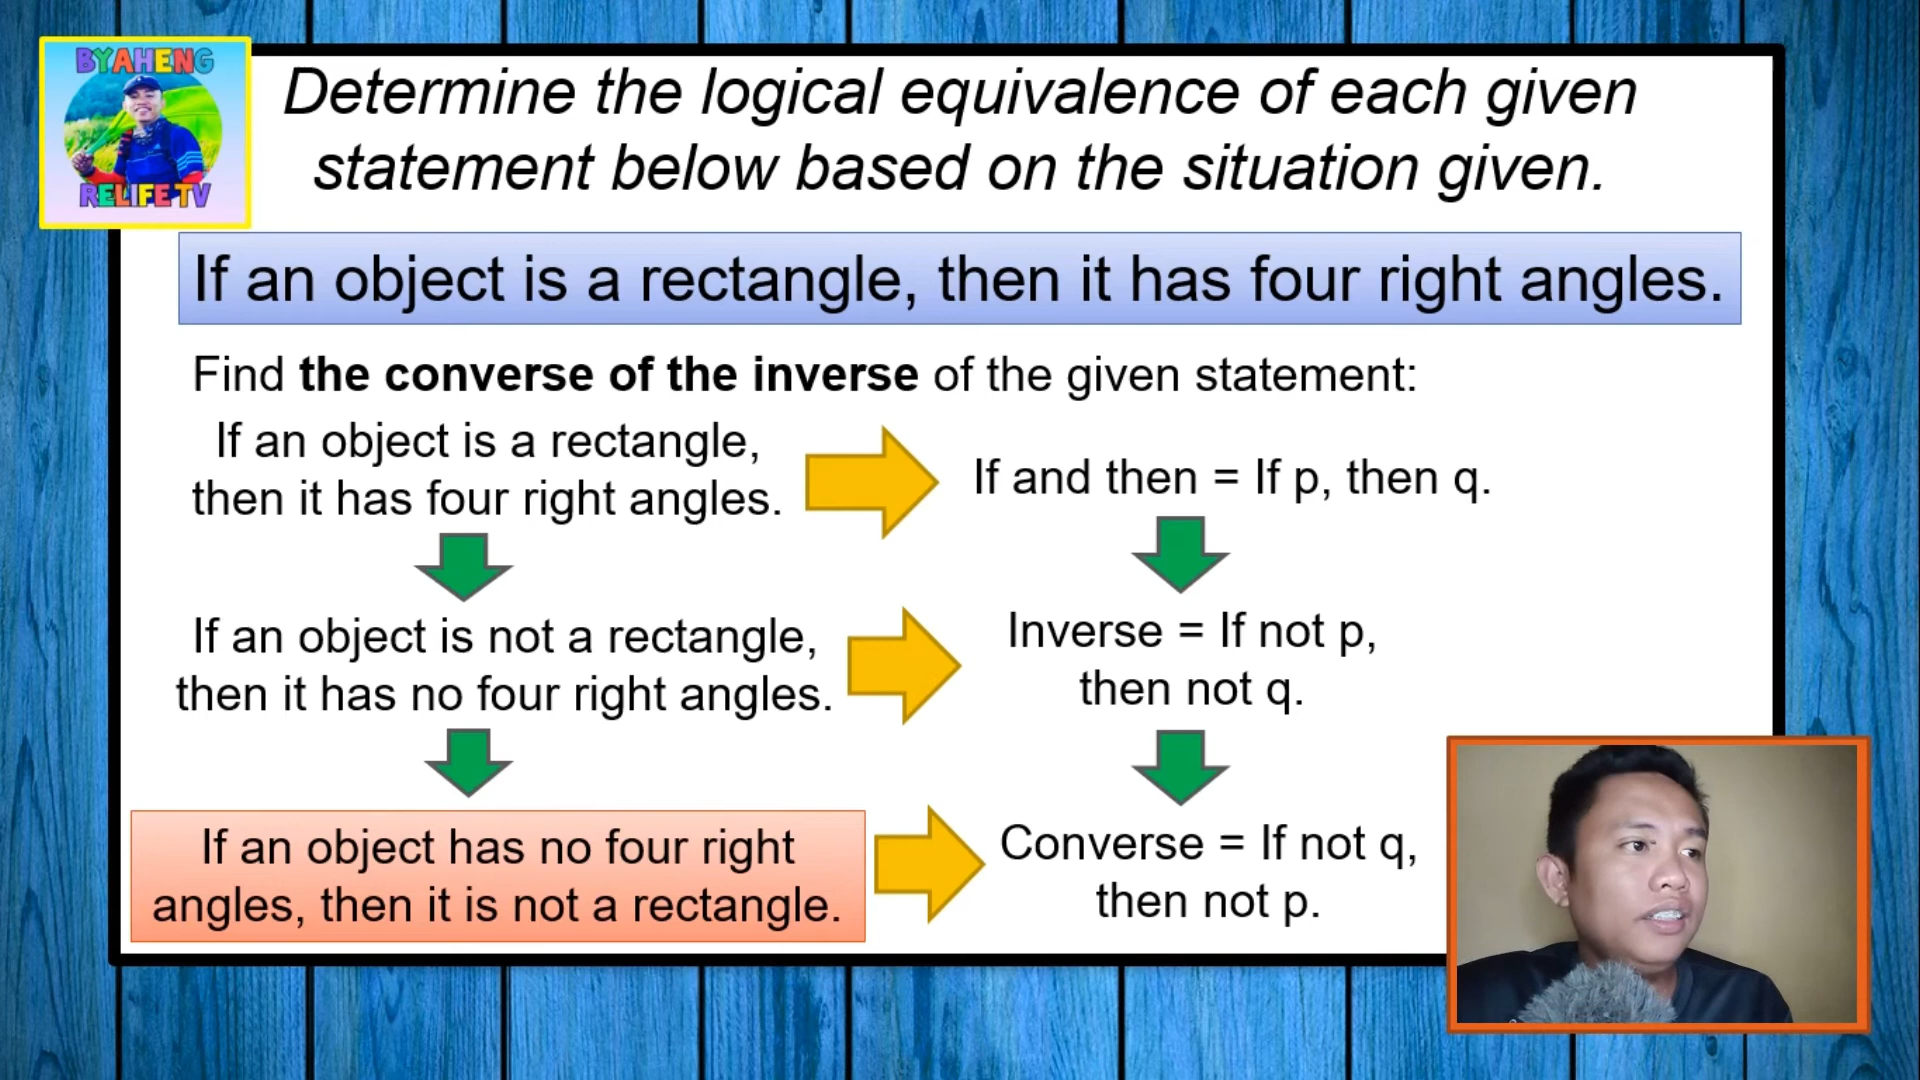 BYAHENG
RELIFE TV
Determine the logical equivalence of each given
statement below based on the situation given.
If an object is a rectangle, then it has four right angles.
Find the converse of the inverse of the given statement:
If an object is a rectangle,
then it has four right angles.
If and then = If p, then q.
If an object is not a rectangle,
then it has no four right angles.
Inverse = If not p,
then not q.
If an object has no four right
angles, then it is not a rectangle.
Converse = If not q,
then not p.